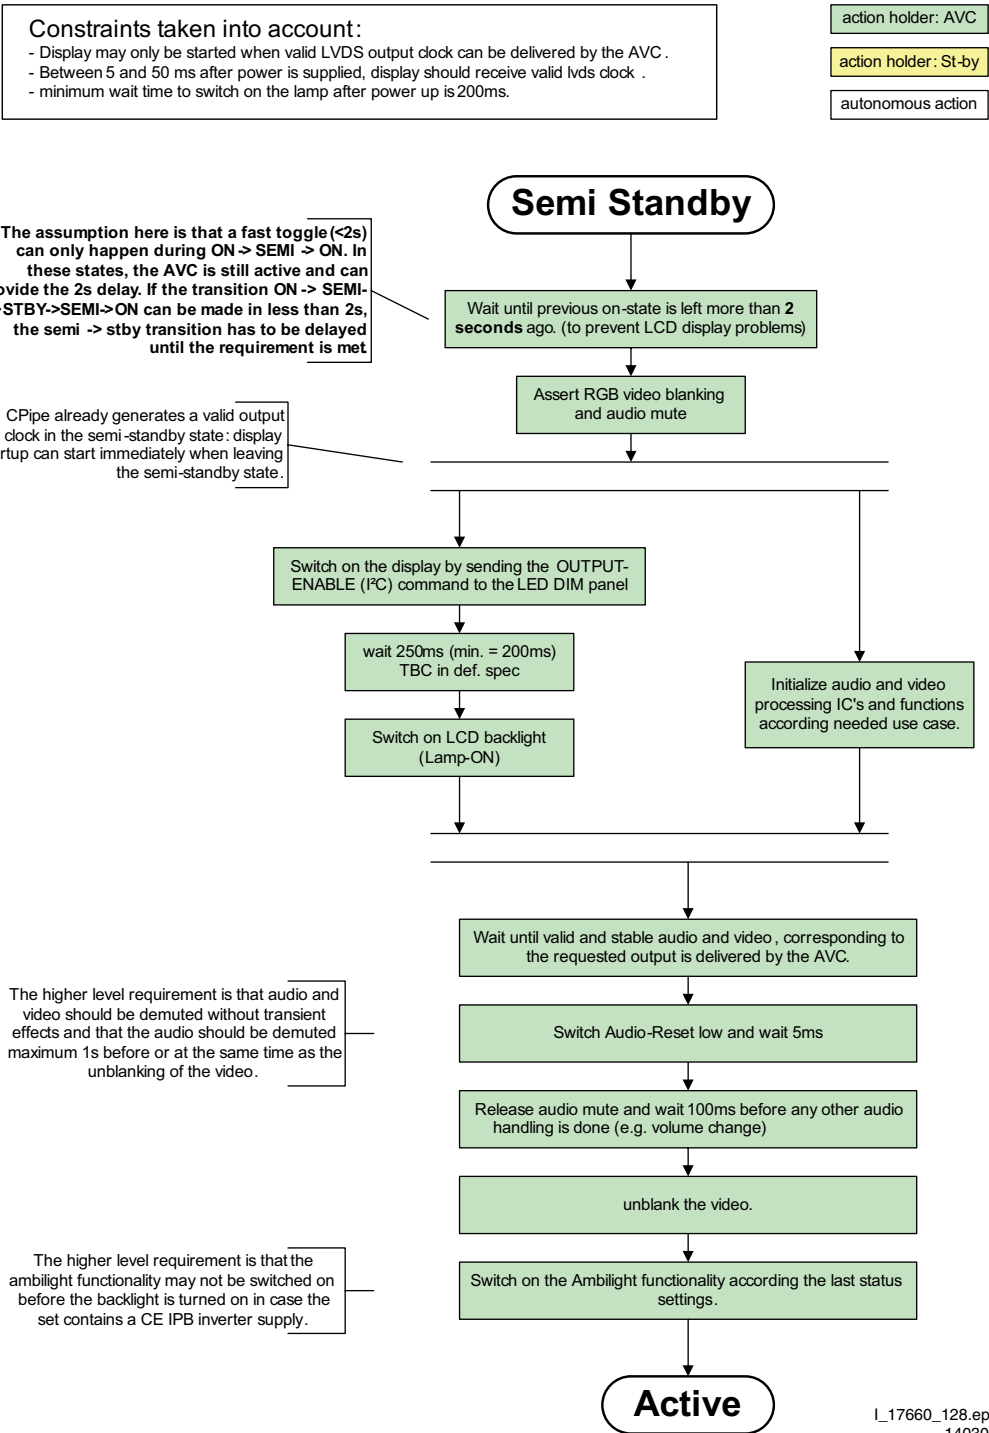 Constraints taken into account:
- Display may only be started when valid LVDS output clock can be delivered by the AVC.
- Between 5 and 50 ms after power is supplied, display should receive valid lvds clock.
- minimum wait time to switch on the lamp after power up is 200ms.
action holder: AVC
action holder: St-by
autonomous action
Semi Standby
The assumption here is that a fast toggle (<2s)
can only happen during ON -> SEMI -> ON. In
these states, the AVC is still active and can
ovide the 2s delay. If the transition ON -> SEMI-
>STBY->SEMI->ON can be made in less than 2s,
the semi -> stby transition has to be delayed
until the requirement is met
Wait until previous on-state is left more than 2
seconds ago. (to prevent LCD display problems)
Assert RGB video blanking
and audio mute
CPipe already generates a valid output
clock in the semi-standby state: display
rtup can start immediately when leaving
the semi-standby state.
Switch on the display by sending the OUTPUT-
ENABLE (I²C) command to the LED DIM panel
wait 250ms (min. = 200ms)
TBC in def. spec
Switch on LCD backlight
(Lamp-ON)
Initialize audio and video
processing IC's and functions
according needed use case.
Wait until valid and stable audio and video, corresponding to
the requested output is delivered by the AVC.
The higher level requirement is that audio and
video should be demuted without transient
effects and that the audio should be demuted
maximum 1s before or at the same time as the
unblanking of the video.
Switch Audio-Reset low and wait 5ms
Release audio mute and wait 100ms before any other audio
handling is done (e.g. volume change)
unblank the video.
The higher level requirement is that the
ambilight functionality may not be switched on
before the backlight is turned on in case the
set contains a CE IPB inverter supply.
Switch on the Ambilight functionality according the last status
settings.
Active
I_17660_128.ep
14030